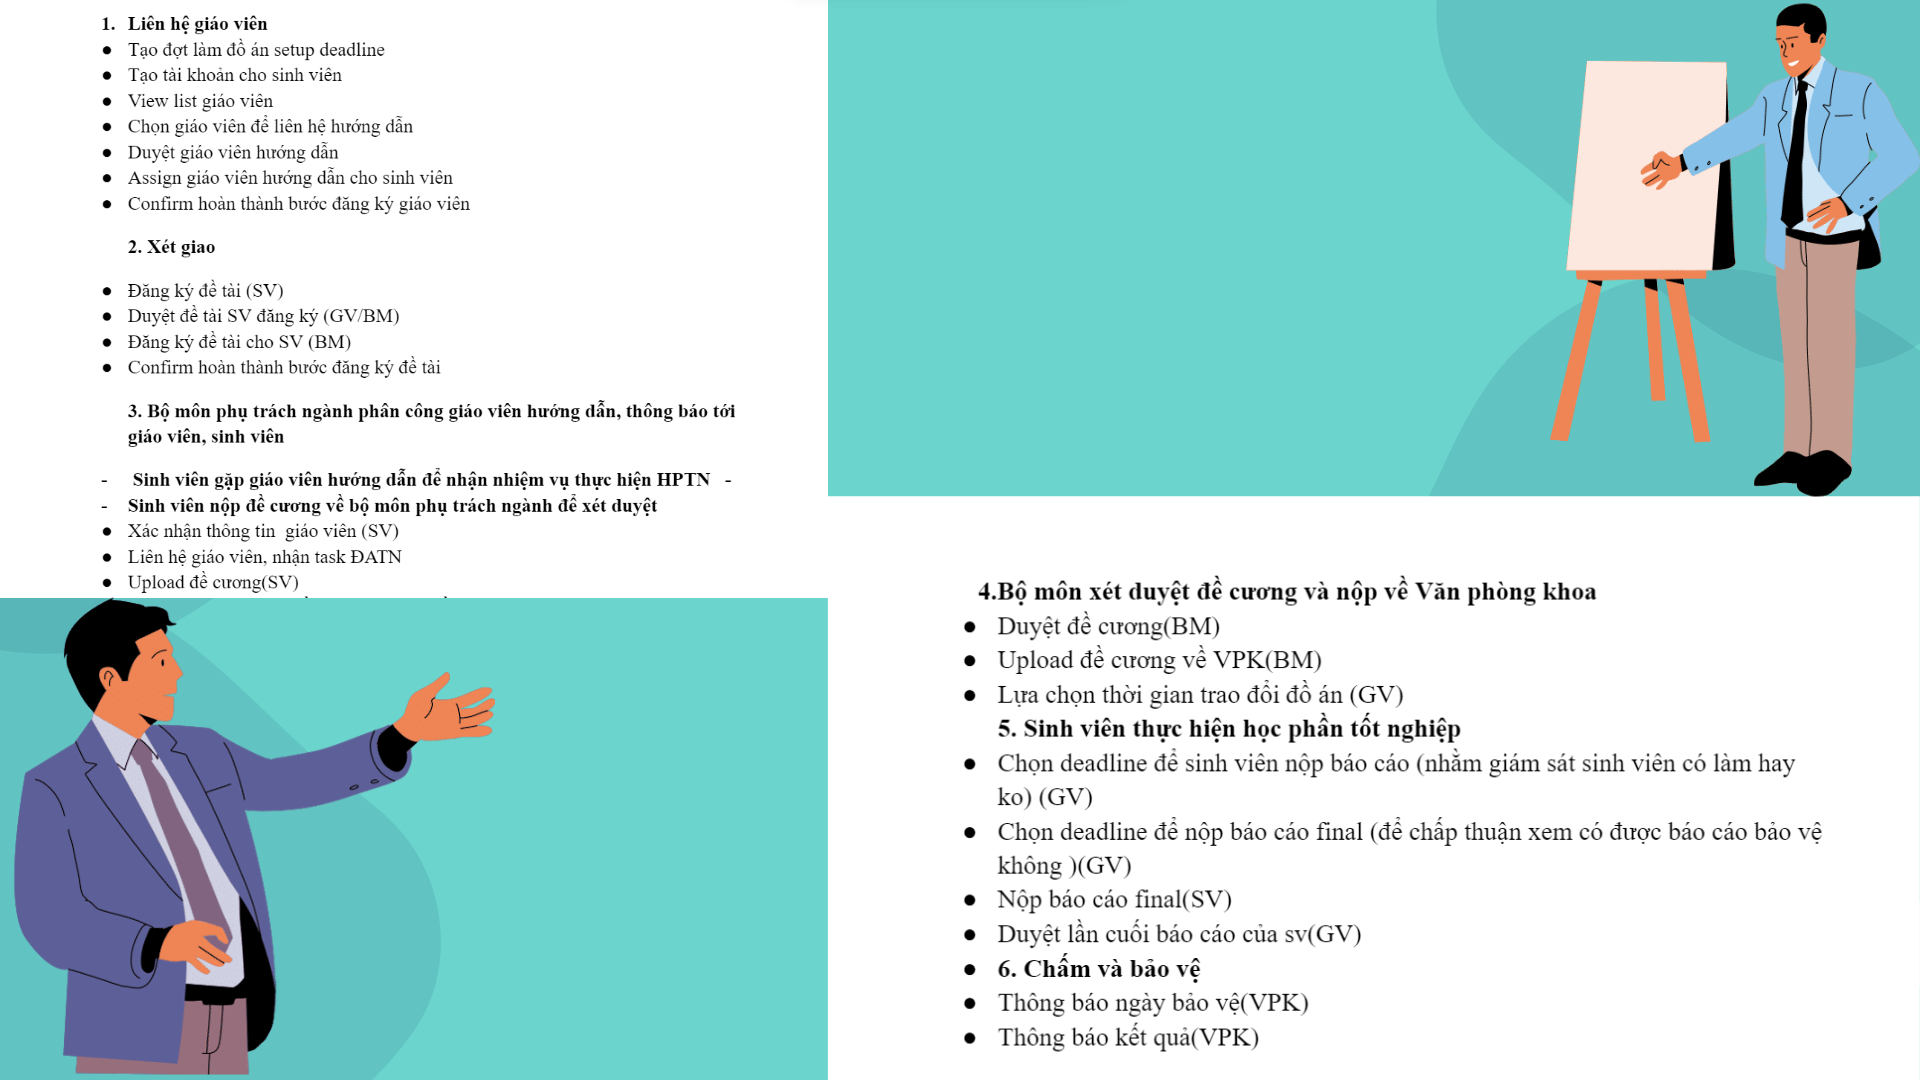 1. Liên hệ giáo viên
● Tạo đợt làm đồ án setup deadline
● Tạo tài khoản cho sinh viên
● View list giáo viên
● Chọn giáo viên để liên hệ hướng dẫn
● Duyệt giáo viên hướng dẫn
● Assign giáo viên hướng dẫn cho sinh viên
● Confirm hoàn thành bước đăng ký giáo viên
2. Xét giao
● Đăng ký đề tài (SV)
● Duyệt đề tài SV đăng ký (GV/BM)
● Đăng ký đề tài cho SV (BM)
● Confirm hoàn thành bước đăng ký đề tài
3. Bộ môn phụ trách ngành phân công giáo viên hướng dẫn, thông báo tới
giáo viên, sinh viên
- Sinh viên gặp giáo viên hướng dẫn để nhận nhiệm vụ thực hiện HPTN -
- Sinh viên nộp đề cương về bộ môn phụ trách ngành để xét duyệt
● Xác nhận thông tin giáo viên (SV)
● Liên hệ giáo viên, nhận task ĐATN
● Upload đề cương(SV)
4.Bộ môn xét duyệt đề cương và nộp về Văn phòng khoa
● Duyệt đề cương(BM)
● Upload đề cương về VPK(BM)
● Lựa chọn thời gian trao đổi đồ án (GV)
5. Sinh viên thực hiện học phần tốt nghiệp
● Chọn deadline để sinh viên nộp báo cáo (nhằm giám sát sinh viên có làm hay
ko) (GV)
● Chọn deadline để nộp báo cáo final (để chấp thuận xem có được báo cáo bảo vệ
không )(GV)
● Nộp báo cáo final(SV)
● Duyệt lần cuối báo cáo của sv(GV)
● 6. Chấm và bảo vệ
● Thông báo ngày bảo vệ(VPK)
● Thông báo kết quả(VPK)